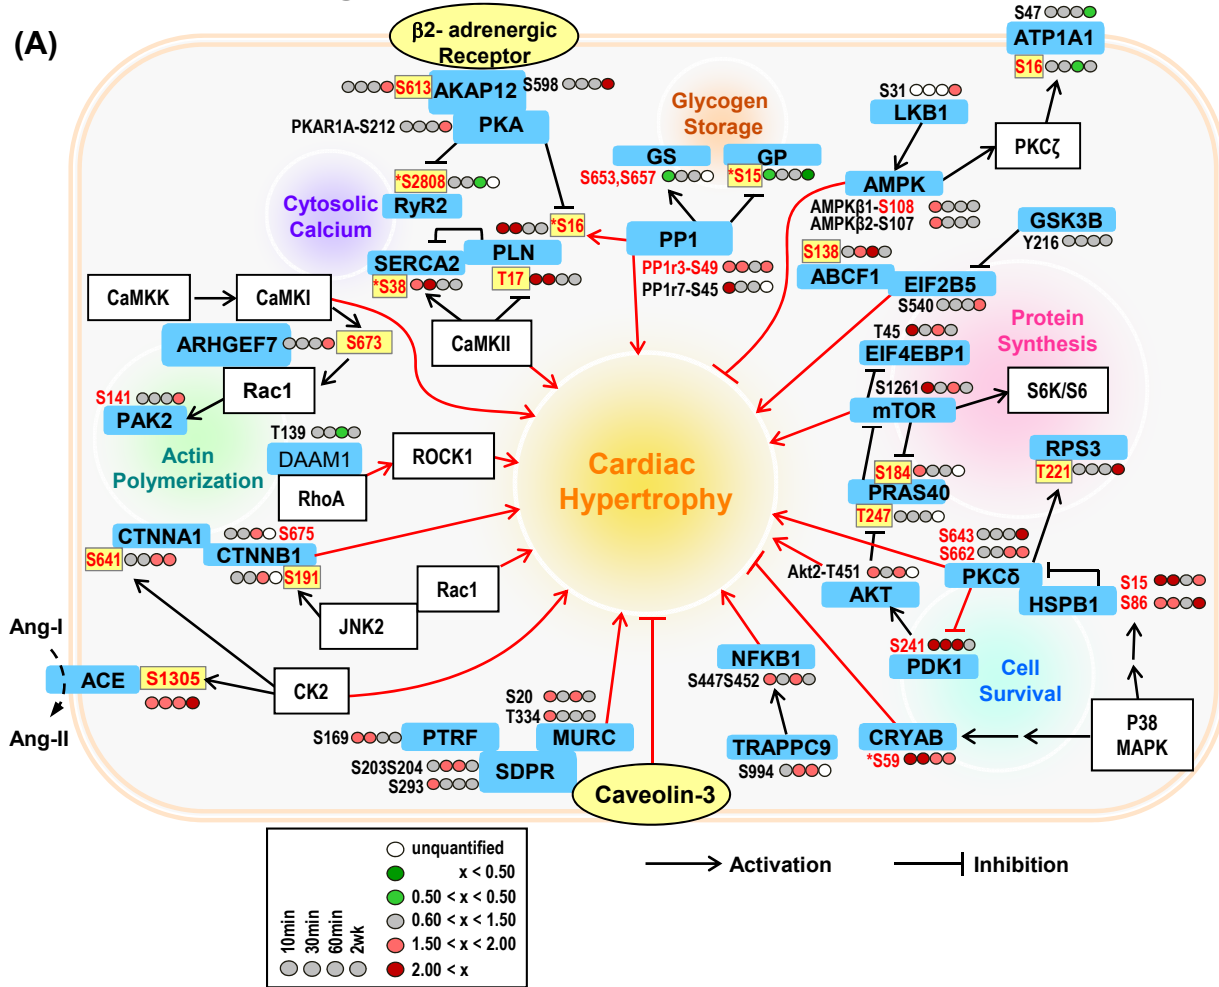 (A)
β2- adrenergic
Receptor
S613
AKAP12
S598
PKAR1A-S212
PKA
*S2808
RyR2
Cytosolic
Calcium
*S16
PLN
SERCA2
*S38
T17
CaMKK
CaMKI
CaMKII
ARHGEF7
S673
Rac1
S141
PAK2
Actin
Polymerization
T139
DAAM1
RhoA
ROCK1
Glycogen
Storage
GS
GP
S653,S657
*S15
PP1
PP1r3-S49
PP1r7-S45
S47
ATP1A1
S16
S31
LKB1
PKCζ
AMPK
AMPKβ1-S108
AMPKβ2-S107
GSK3B
Y216
S138
ABCF1
EIF2B5
S540
Protein
Synthesis
T45
EIF4EBP1
S1261
mTOR
S6K/S6
RPS3
T221
S184
PRAS40
T247
Cardiac
Hypertrophy
CTNNA1
S675
S641
CTNNB1
S191
Rac1
JNK2
Ang-I
ACE
S1305
Ang-II
CK2
S643
S662
Akt2-T451
PKCδ
AKT
HSPB1
S15
S86
S241
PDK1
Cell
Survival
NFKB1
S447S452
S20
T334
S169
PTRF
MURC
S203S204
SDPR
S293
Caveolin-3
TRAPPC9
S994
CRYAB
*S59
P38
MAPK
unquantified
x < 0.50
0.50 < x < 0.50
0.60 < x < 1.50
1.50 < x < 2.00
2.00 < x
10min
30min
60min
2wk
Activation
Inhibition